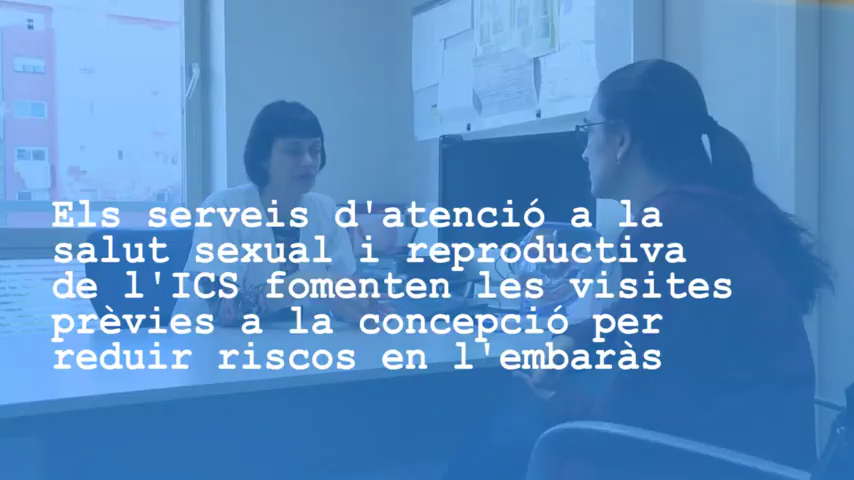 Els serveis d'atenció a la
salut sexual i reproductiva
de l'ICS fomenten les visites
prèvies a la concepció per
reduir riscos en l'embaràs